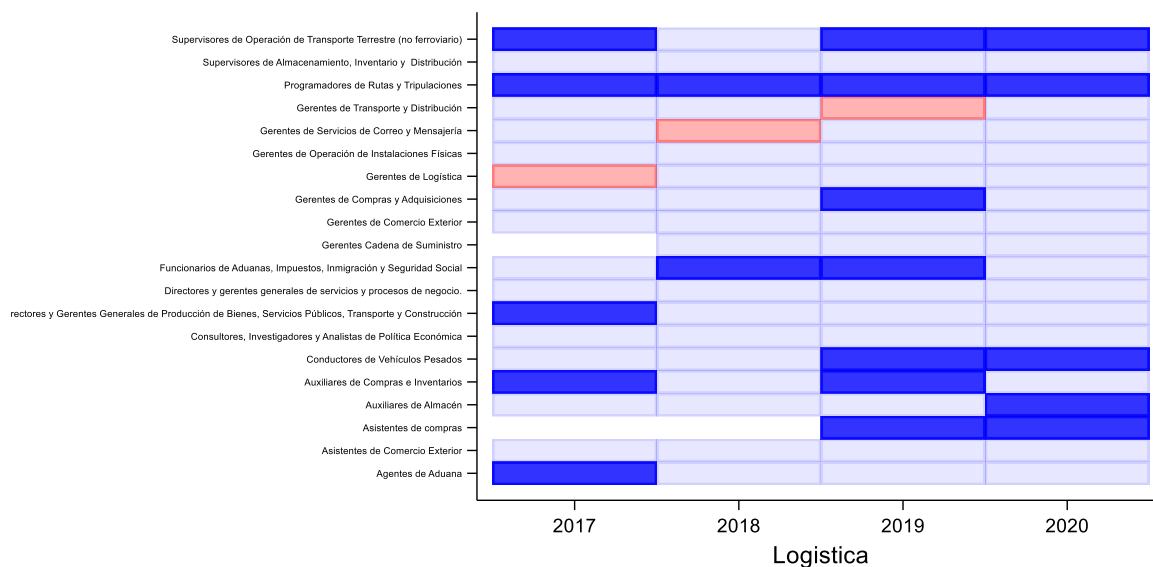 Supervisores de Operación de Transporte Terrestre (no ferroviario)
Supervisores de Almacenamiento, Inventario y  Distribución
Programadores de Rutas y Tripulaciones
Gerentes de Transporte y Distribución
Gerentes de Servicios de Correo y Mensajería
Gerentes de Operación de Instalaciones Físicas
Gerentes de Logística
Gerentes de Compras y Adquisiciones
Gerentes de Comercio Exterior
Gerentes Cadena de Suministro
Funcionarios de Aduanas, Impuestos, Inmigración y Seguridad Social
Directores y gerentes generales de servicios y procesos de negocio.
rectores y Gerentes Generales de Producción de Bienes, Servicios Públicos, Transporte y Construcción
Consultores, Investigadores y Analistas de Política Económica
Conductores de Vehículos Pesados
Auxiliares de Compras e Inventarios
Auxiliares de Almacén
Asistentes de compras
Asistentes de Comercio Exterior
Agentes de Aduana
2017 2018 2019 2020
Logistica